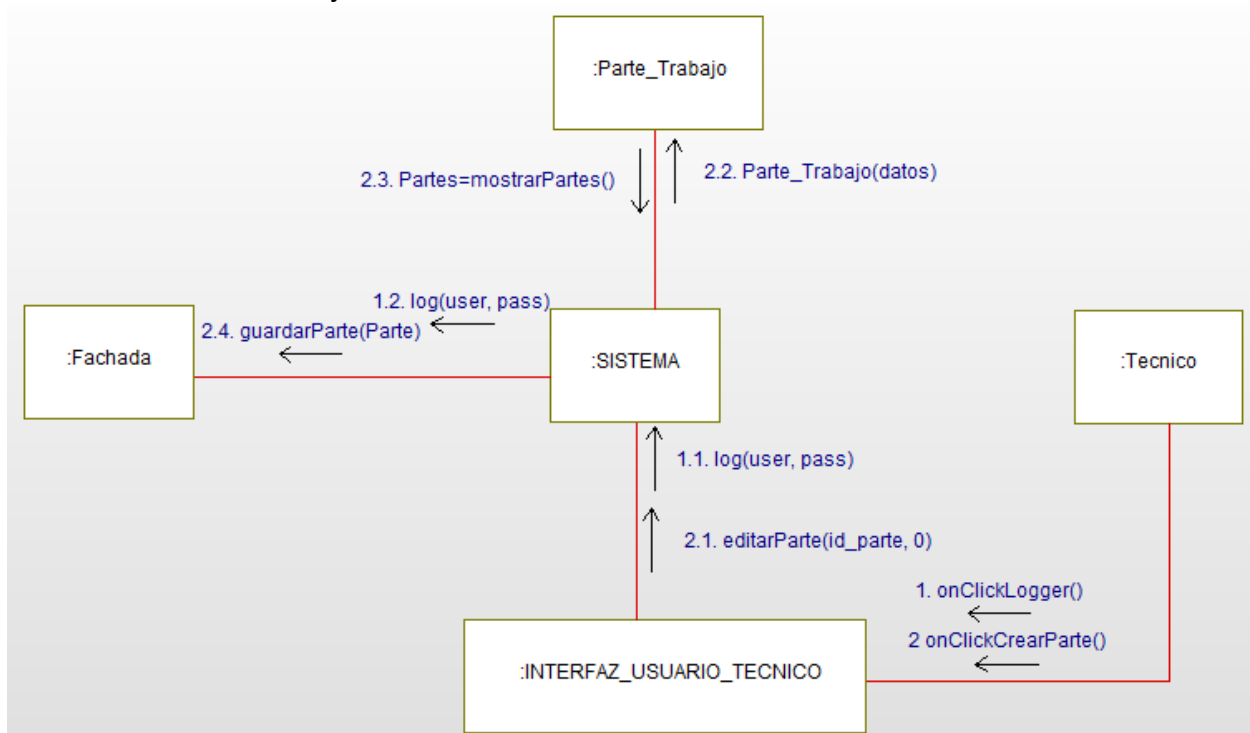 :Parte_Trabajo
2.3. Partes=mostrarPartes()
2.2. Parte_Trabajo(datos)
1.2. log(user, pass)
2.4. guardarParte(Parte)
:Fachada
:SISTEMA
:Tecnico
1.1. log(user, pass)
2.1. editarParte(id_parte, 0)
1. onClickLogger()
2 onClickCrearParte()
:INTERFAZ_USUARIO_TECNICO